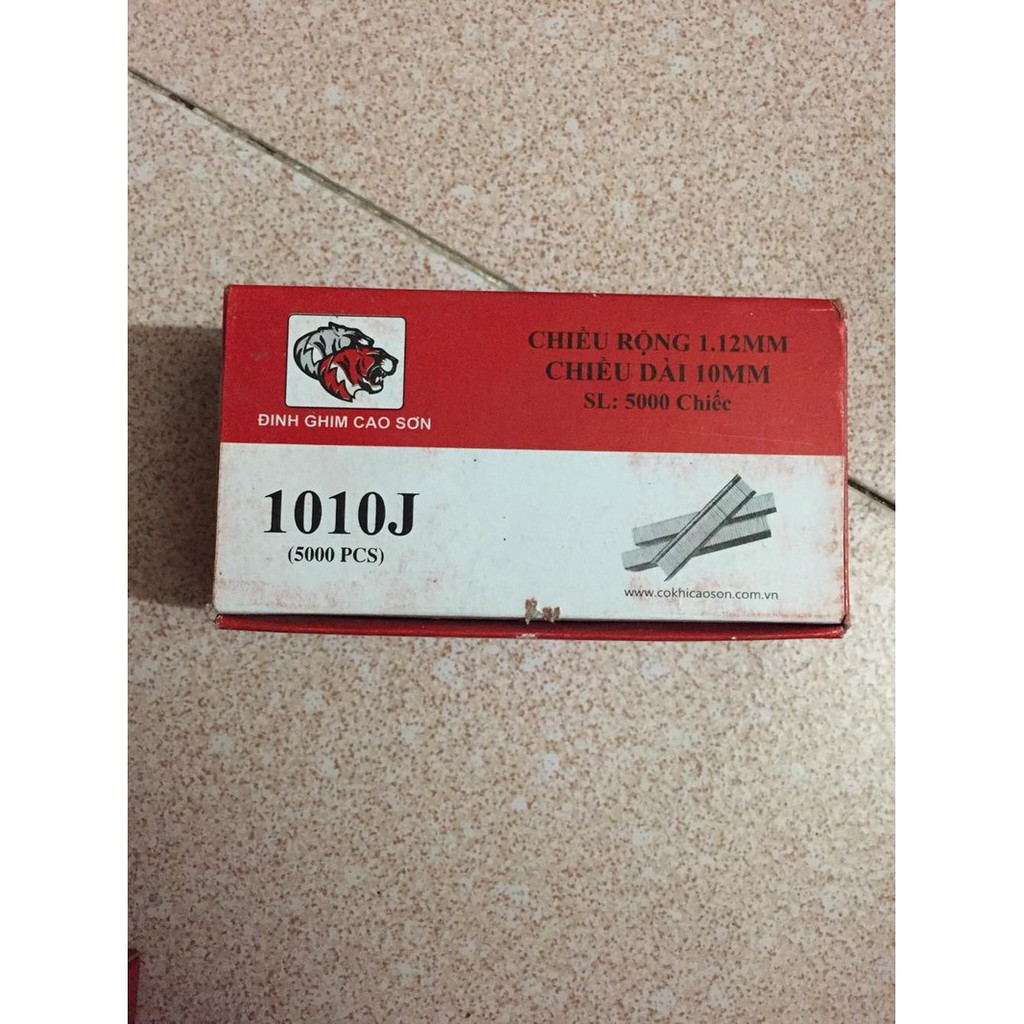 CHIỀU RỘNG 1.12MM
CHIỀU DÀI 10MM
SL: 5000 Chiếc
ĐINH GHIM CAO SƠN
1010J
(5000 PCS)
www.cokhicaoson.com.vn